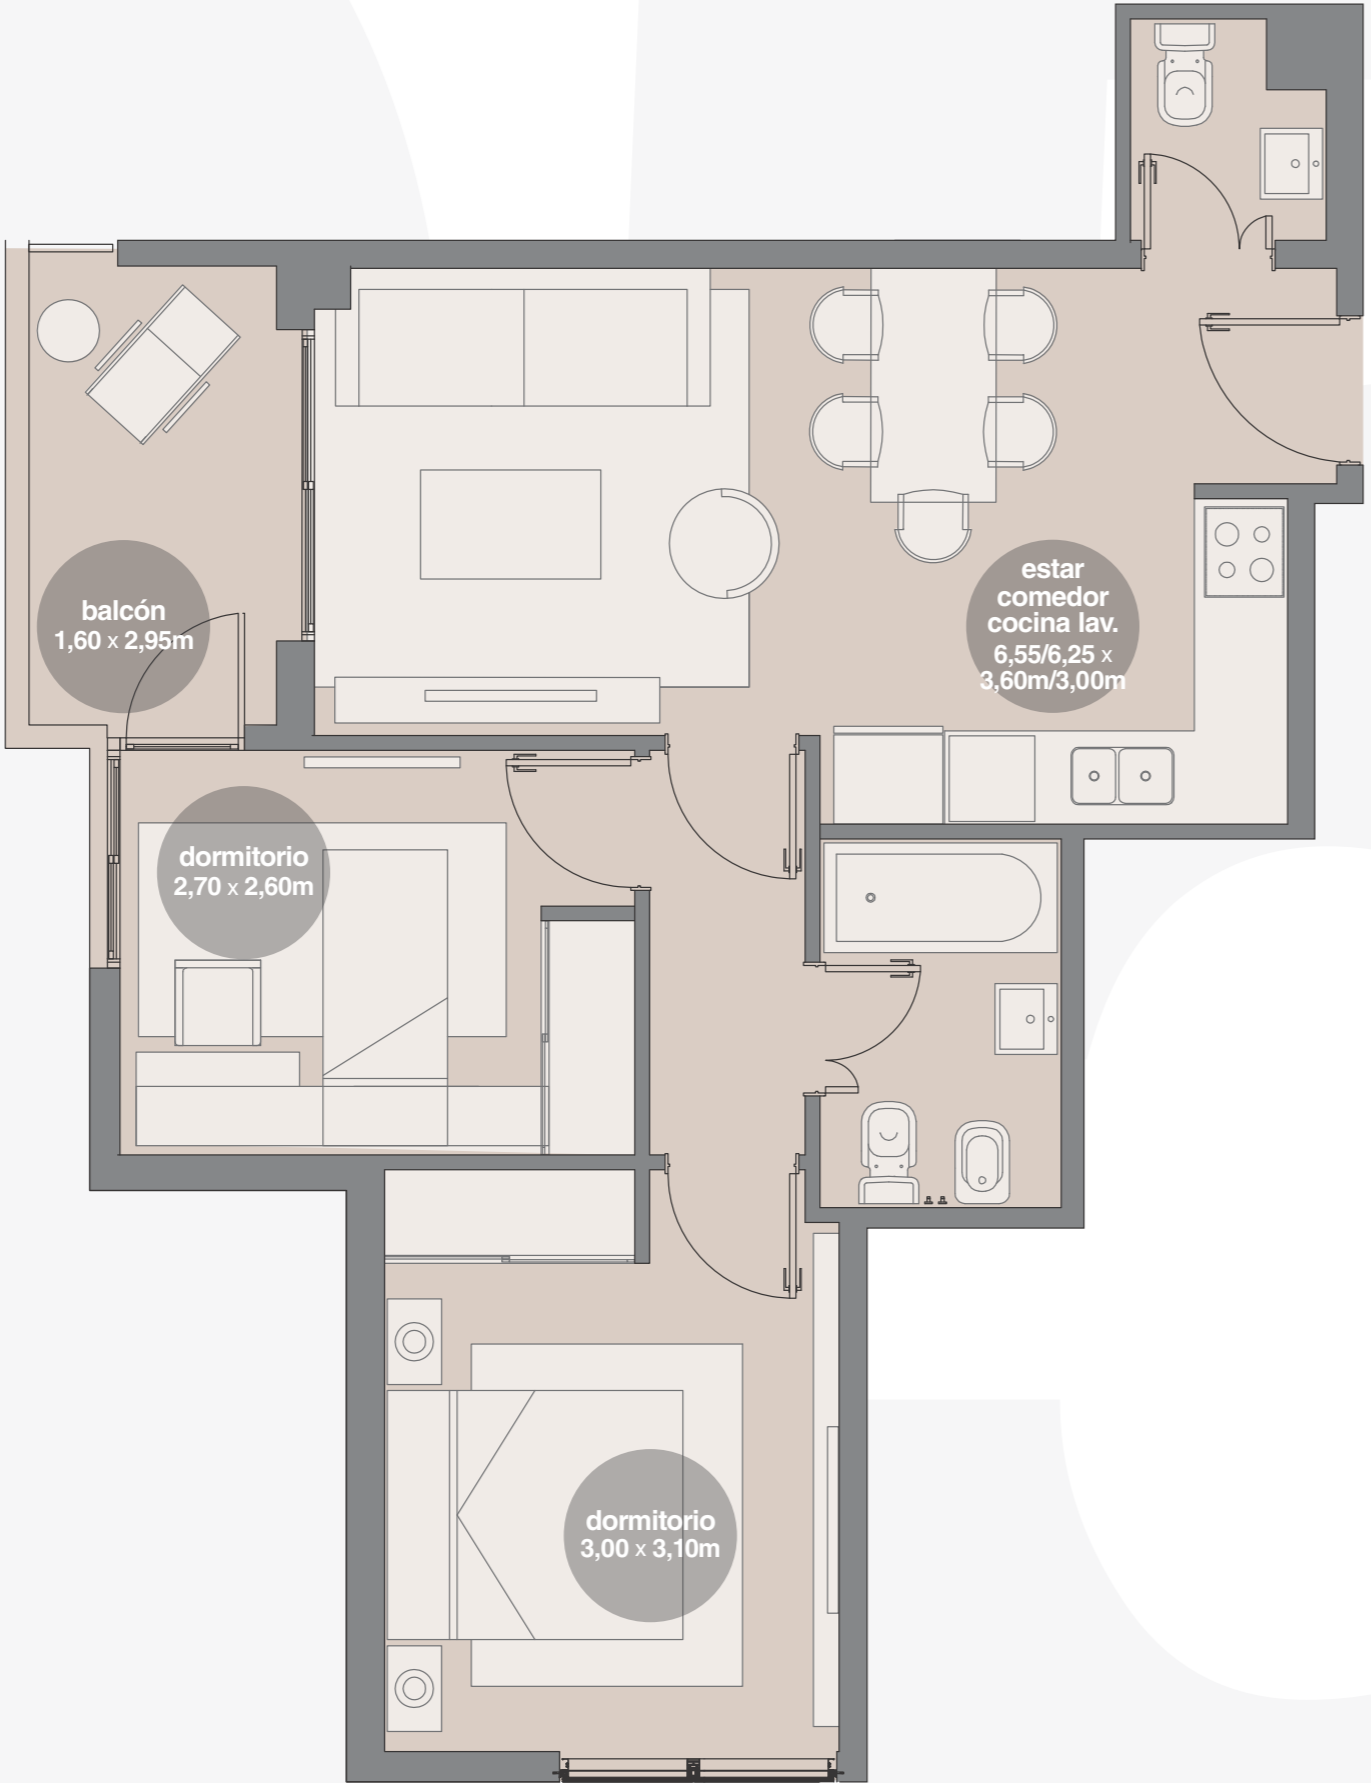 estar
comedor
cocina lav.
6,55/6,25 x
3,60m/3,00m
balcón
1,60 x 2,95m
dormitorio
2,70 x 2,60m
dormitorio
3,00 x 3,10m